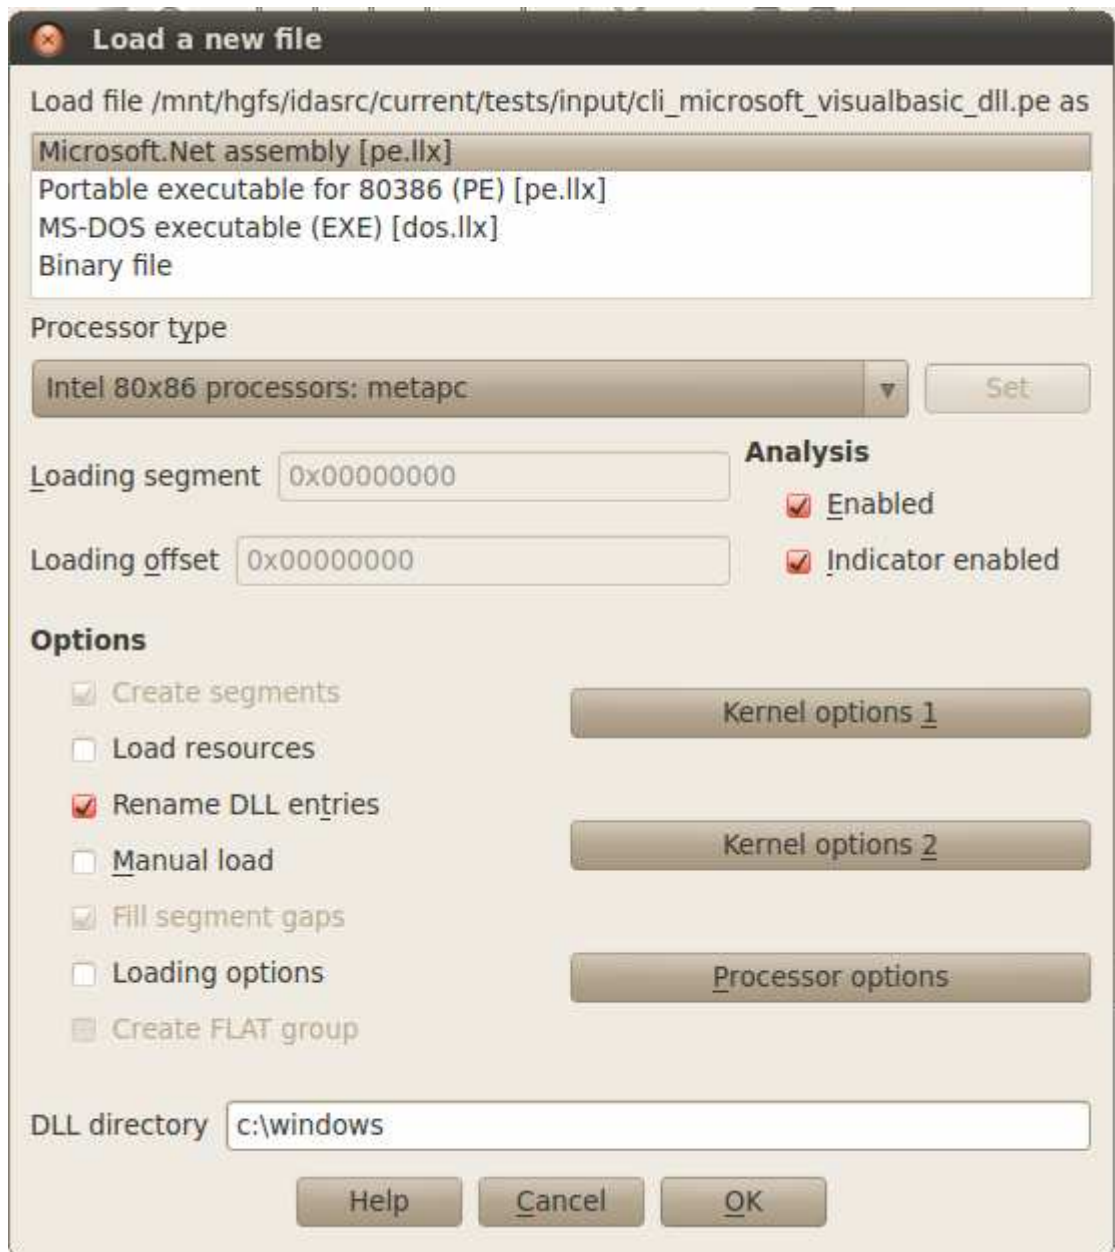 Load a new file
Load file /mnt/hgfs/idasrc/current/tests/input/cli_microsoft_visualbasic_dll.pe as
Microsoft.Net assembly [pe.llx]
Portable executable for 80386 (PE) [pe.llx]
MS-DOS executable (EXE) [dos.llx]
Binary file
Processor type
Intel 80x86 processors: metapc
Set
Loading segment 0x00000000
Loading offset 0x00000000
Analysis
Enabled
Indicator enabled
Options
Create segments
Load resources
Rename DLL entries
Manual load
Fill segment gaps
Loading options
Create FLAT group
Kernel options 1
Kernel options 2
Processor options
DLL directory c:\windows
Help
Cancel
OK